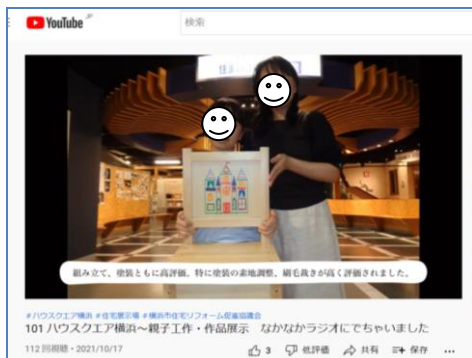 YouTube JP
検索
住
組み立て、塗装ともに高評価。特に塗装の素地調整、刷毛裁きが高く評価されました。
#ハウスクエア横浜 #住宅展示場 #横浜市住宅リフォーム促進協議会
101 ハウスクエア横浜～親子工作・作品展示 なかなかラジオにでちゃいました
112 回視聴・2021/10/17
3 低評価 共有 保存 ...